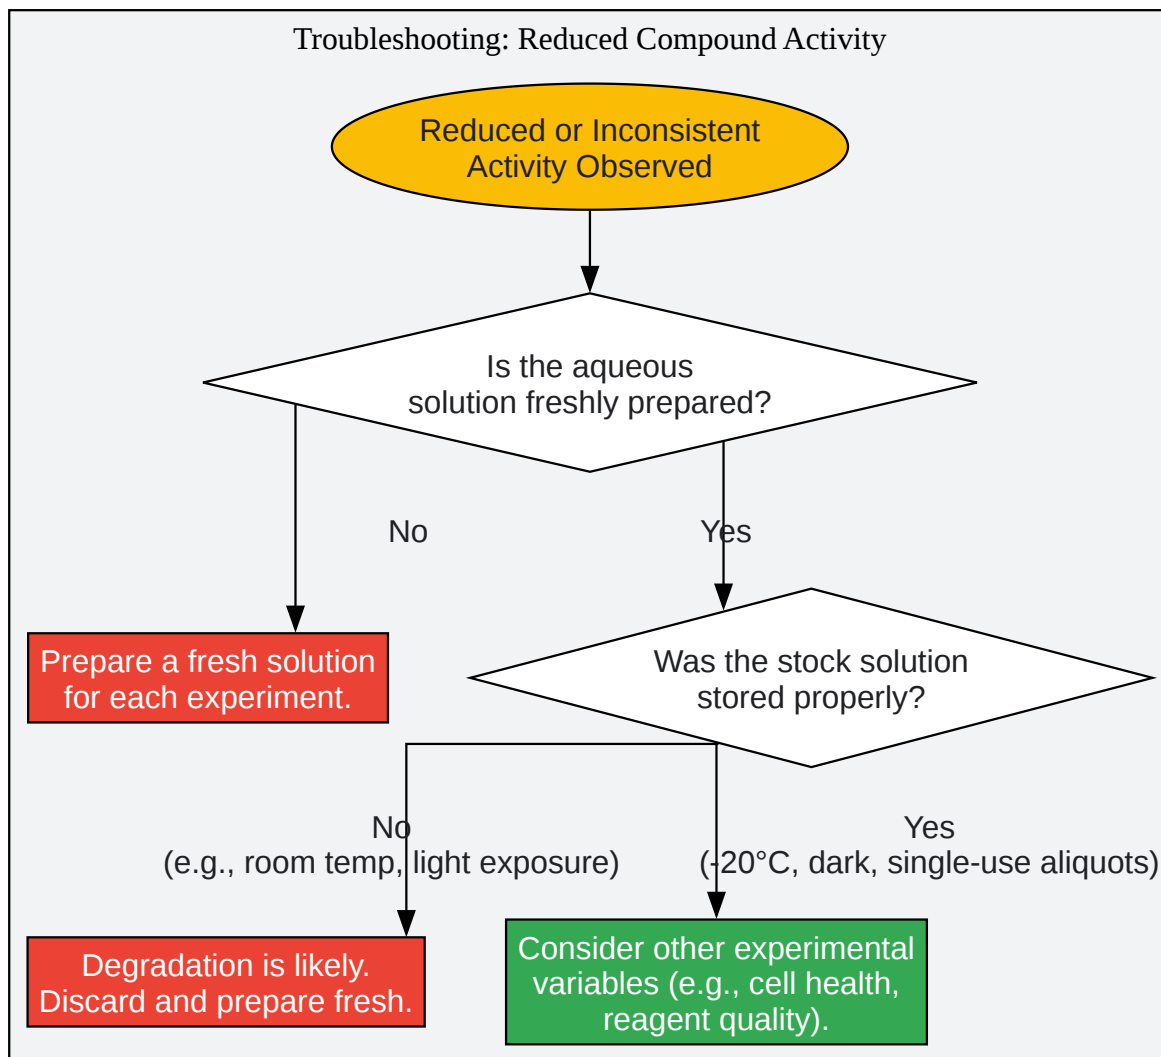 Troubleshooting: Reduced Compound Activity
Reduced or Inconsistent
Activity Observed
Is the aqueous
solution freshly prepared?
No
Yes
Prepare a fresh solution
for each experiment.
Was the stock solution
stored properly?
No
(e.g., room temp, light exposure)
Yes
(-20°C, dark, single-use aliquots)
Degradation is likely.
Discard and prepare fresh.
Consider other experimental
variables (e.g., cell health,
reagent quality).